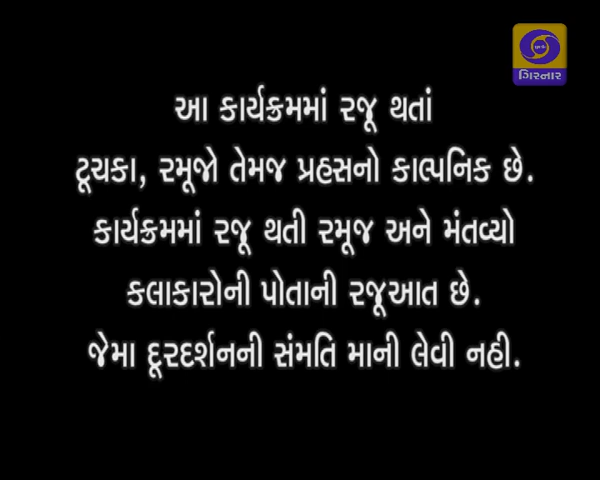 ગિરનાર
આ કાર્યક્રમમાં રજૂ થતાં
ટૂચકા, રમૂજો તેમજ પ્રહસનો કાલ્પનિક છે.
કાર્યક્રમમાં રજૂ થતી રમૂજ અને મંતવ્યો
કલાકારોની પોતાની રજૂઆત છે.
જેમા દૂરદર્શનની સંમતિ માની લેવી નહી.